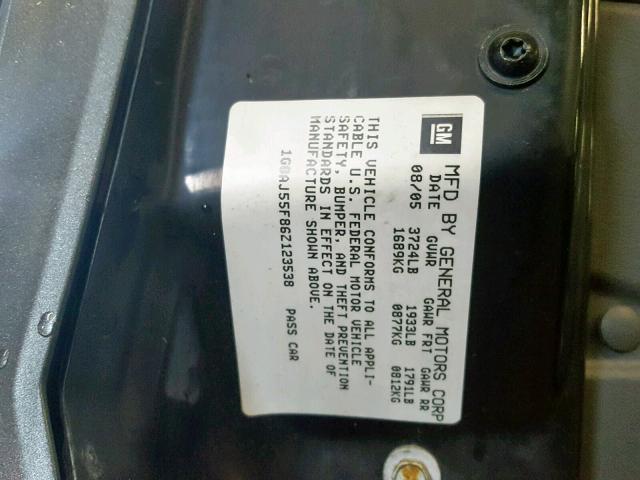 GM MFD BY GENERAL MOTORS CORP
DATE GVWR GAWR FRT GAWR RR
08/05 3724LB 1933LB 1791LB
1689KG 0877KG 0812KG
THIS VEHICLE CONFORMS TO ALL APPLI-
CABLE U.S. FEDERAL MOTOR VEHICLE
SAFETY, BUMPER, AND THEFT PREVENTION
STANDARDS IN EFFECT ON THE DATE OF
MANUFACTURE SHOWN ABOVE.
1G8AJ55F86Z123538 PASS CAR